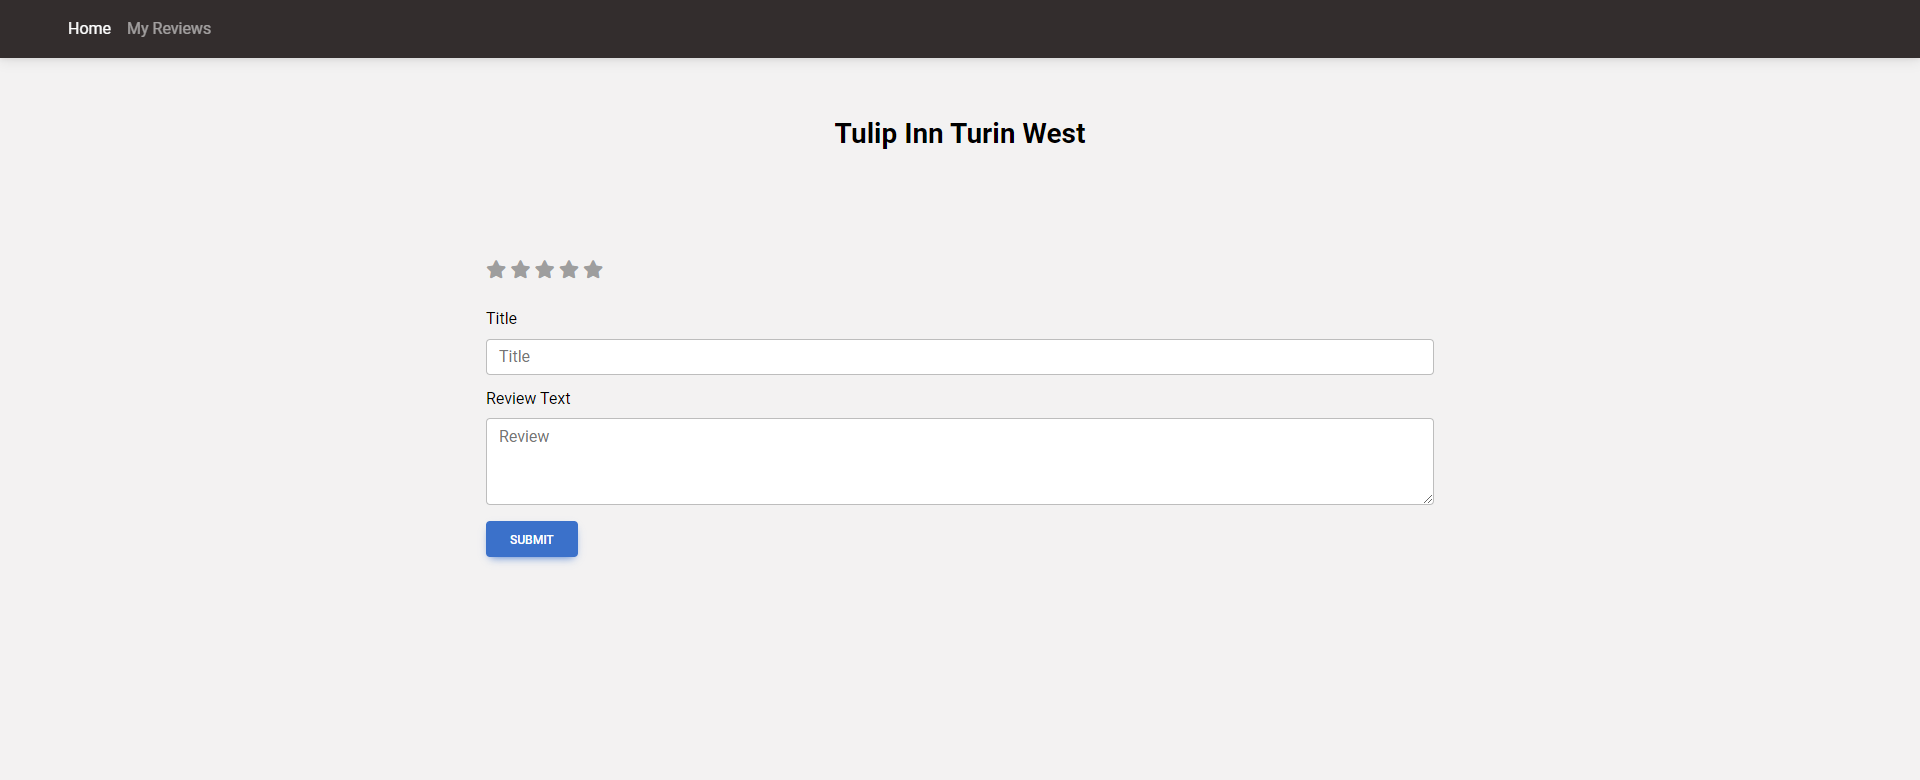 Home My Reviews
Tulip Inn Turin West
Title
Title
Review Text
Review
SUBMIT